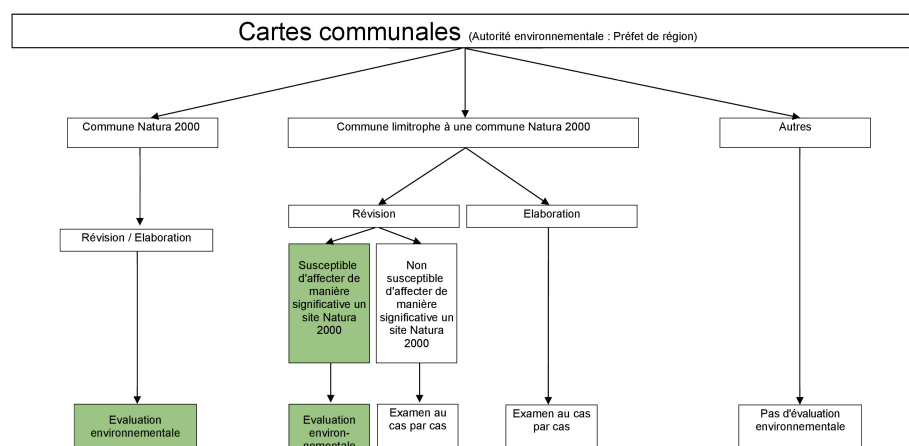 Cartes communales (Autorité environnementale : Préfet de région)
Commune Natura 2000
Commune limitrophe à une commune Natura 2000
Autres
Révision
Elaboration
Révision / Elaboration
Susceptible
d'affecter de
manière
significative un
site Natura
2000
Non
susceptible
d'affecter de
manière
significative un
site Natura
2000
Evaluation
environnementale
Evaluation
environ-
nementale
Examen au
cas par cas
Examen au cas
par cas
Pas d'évaluation
environnementale